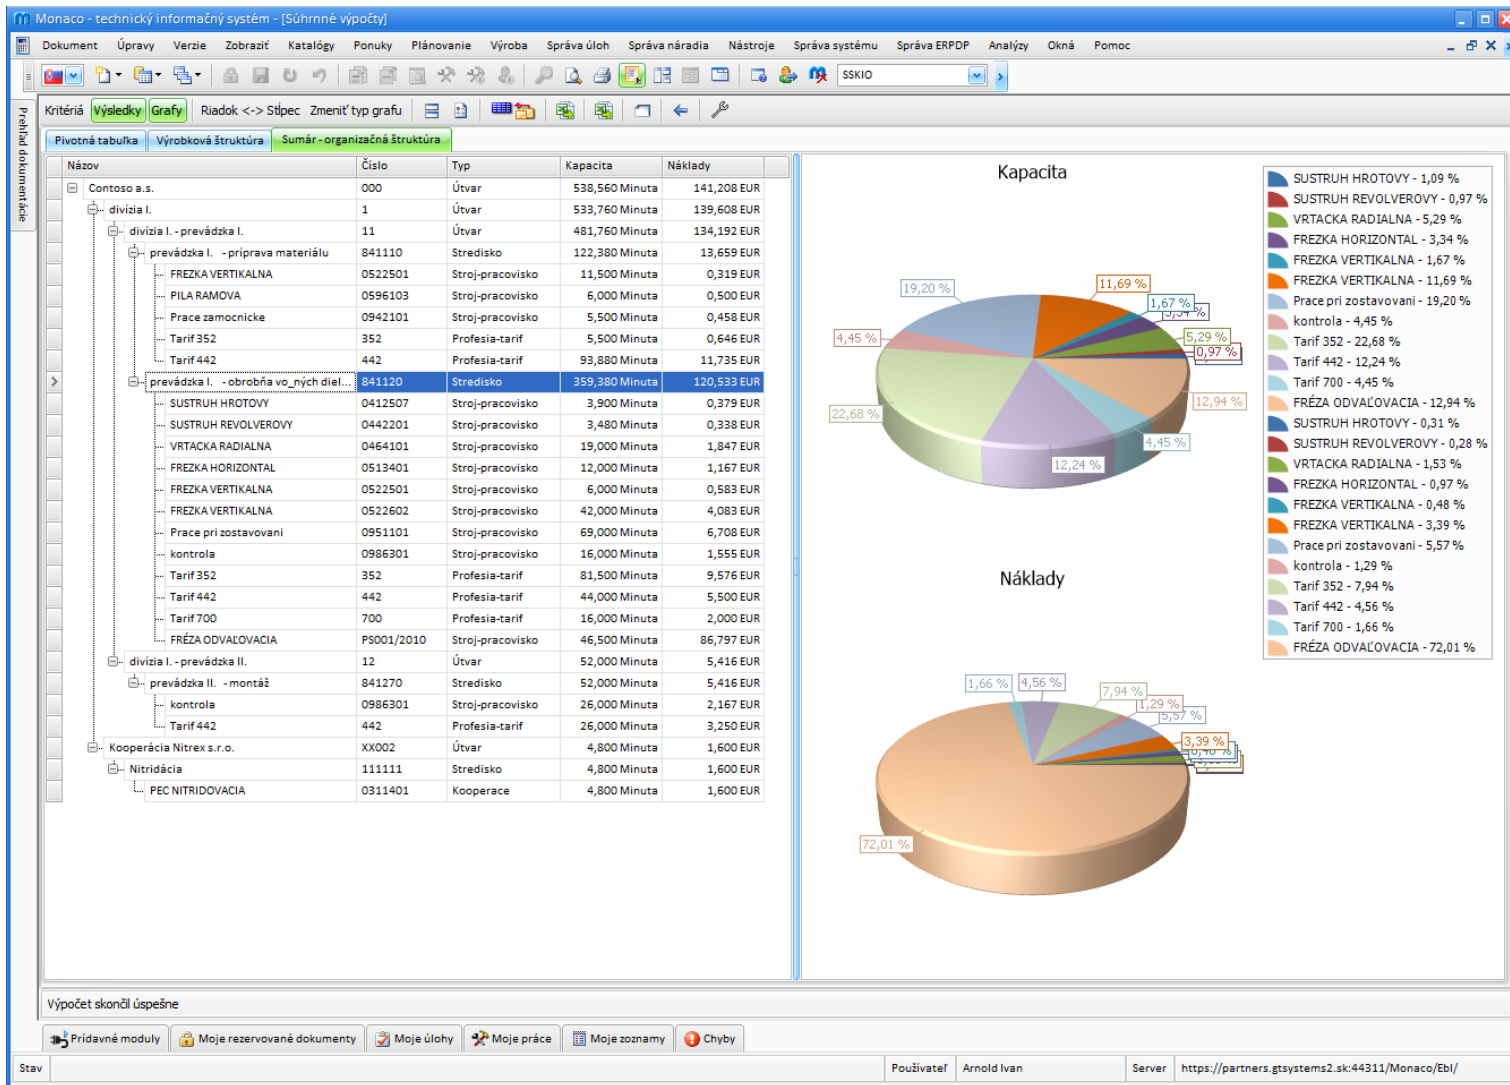 Monaco - technický informačný systém - [Súhrnné výpočty]
Dokument Úpravy Verzie Zobraziť Katalógy Ponuky Plánovanie Výroba Správa úloh Správa náradia Nástroje Správa systému Správa ERPDP Analýzy Okná Pomoc
SSKIO
Prehľad dokumentácie
Kritériá Výsledky Grafy Riadok <-> Stĺpec Zmeniť typ grafu
Pivotná tabuľka Výrobková štruktúra Sumár - organizačná štruktúra
Názov Číslo Typ Kapacita Náklady
Contoso a.s. 000 Útvar 538,560 Minuta 141,208 EUR
divízia I. 1 Útvar 533,760 Minuta 139,608 EUR
divízia I. - prevádzka I. 11 Útvar 481,760 Minuta 134,192 EUR
prevádzka I. - príprava materiálu 841110 Stredisko 122,380 Minuta 13,659 EUR
FREZKA VERTIKALNA 0522501 Stroj-pracovisko 11,500 Minuta 0,319 EUR
PILA RAMOVA 0596103 Stroj-pracovisko 6,000 Minuta 0,500 EUR
Prace zamocnicke 0942101 Stroj-pracovisko 5,500 Minuta 0,458 EUR
Tarif 352 352 Profesia-tarif 5,500 Minuta 0,646 EUR
Tarif 442 442 Profesia-tarif 93,880 Minuta 11,735 EUR
prevádzka I. - obrobňa vo_ných diel... 841120 Stredisko 359,380 Minuta 120,533 EUR
SUSTRUH HROTOVY 0412507 Stroj-pracovisko 3,900 Minuta 0,379 EUR
SUSTRUH REVOLVEROVY 0442201 Stroj-pracovisko 3,480 Minuta 0,338 EUR
VRTACKA RADIALNA 0464101 Stroj-pracovisko 19,000 Minuta 1,847 EUR
FREZKA HORIZONTAL 0513401 Stroj-pracovisko 12,000 Minuta 1,167 EUR
FREZKA VERTIKALNA 0522501 Stroj-pracovisko 6,000 Minuta 0,583 EUR
FREZKA VERTIKALNA 0522602 Stroj-pracovisko 42,000 Minuta 4,083 EUR
Prace pri zostavovani 0951101 Stroj-pracovisko 69,000 Minuta 6,708 EUR
kontrola 0986301 Stroj-pracovisko 16,000 Minuta 1,555 EUR
Tarif 352 352 Profesia-tarif 81,500 Minuta 9,576 EUR
Tarif 442 442 Profesia-tarif 44,000 Minuta 5,500 EUR
Tarif 700 700 Profesia-tarif 16,000 Minuta 2,000 EUR
FRÉZA ODVAĽOVACIA PS001/2010 Stroj-pracovisko 46,500 Minuta 86,797 EUR
divízia I. - prevádzka II. 12 Útvar 52,000 Minuta 5,416 EUR
prevádzka II. - montáž 841270 Stredisko 52,000 Minuta 5,416 EUR
kontrola 0986301 Stroj-pracovisko 26,000 Minuta 2,167 EUR
Tarif 442 442 Profesia-tarif 26,000 Minuta 3,250 EUR
Kooperácia Nitrex s.r.o. XX002 Útvar 4,800 Minuta 1,600 EUR
Nitridácia 111111 Stredisko 4,800 Minuta 1,600 EUR
PEC NITRIDOVACIA 0311401 Kooperace 4,800 Minuta 1,600 EUR
Kapacita
11,69 %
19,20 %
1,67 %
4,45 %
5,29 %
0,97 %
12,94 %
22,68 %
4,45 %
12,24 %
Náklady
1,66 % 4,56 %
7,94 %
1,29 %
5,57 %
3,39 %
72,01 %
SUSTRUH HROTOVY - 1,09 %
SUSTRUH REVOLVEROVY - 0,97 %
VRTACKA RADIALNA - 5,29 %
FREZKA HORIZONTAL - 3,34 %
FREZKA VERTIKALNA - 1,67 %
FREZKA VERTIKALNA - 11,69 %
Prace pri zostavovani - 19,20 %
kontrola - 4,45 %
Tarif 352 - 22,68 %
Tarif 442 - 12,24 %
Tarif 700 - 4,45 %
FRÉZA ODVAĽOVACIA - 12,94 %
SUSTRUH HROTOVY - 0,31 %
SUSTRUH REVOLVEROVY - 0,28 %
VRTACKA RADIALNA - 1,53 %
FREZKA HORIZONTAL - 0,97 %
FREZKA VERTIKALNA - 0,48 %
FREZKA VERTIKALNA - 3,39 %
Prace pri zostavovani - 5,57 %
kontrola - 1,29 %
Tarif 352 - 7,94 %
Tarif 442 - 4,56 %
Tarif 700 - 1,66 %
FRÉZA ODVAĽOVACIA - 72,01 %
Výpočet skončil úspešne
Prídavné moduly Moje rezervované dokumenty Moje úlohy Moje práce Moje zoznamy Chyby
Stav Používateľ Arnold Ivan Server https://partners.gtsystems2.sk:44311/Monaco/Ebl/